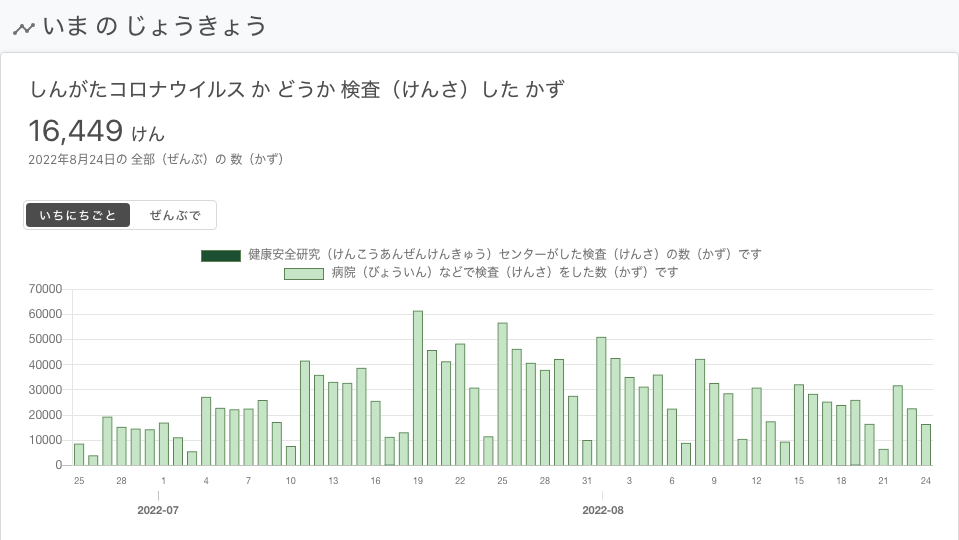 いま の じょうきょう
しんがたコロナウイルス か どうか 検査（けんさ）した かず
16,449 けん
2022年8月24日の 全部（ぜんぶ）の 数（かず）
いちにちごと ぜんぶで
健康安全研究（けんこうあんぜんけんきゅう）センターがした検査（けんさ）の数（かず）です
病院（びょういん）などで検査（けんさ）をした数（かず）です
70000
60000
50000
40000
30000
20000
10000
0
25 28 1 4 7 10 13 16 19 22 25 28 31 3 6 9 12 15 18 21 24
2022-07 2022-08